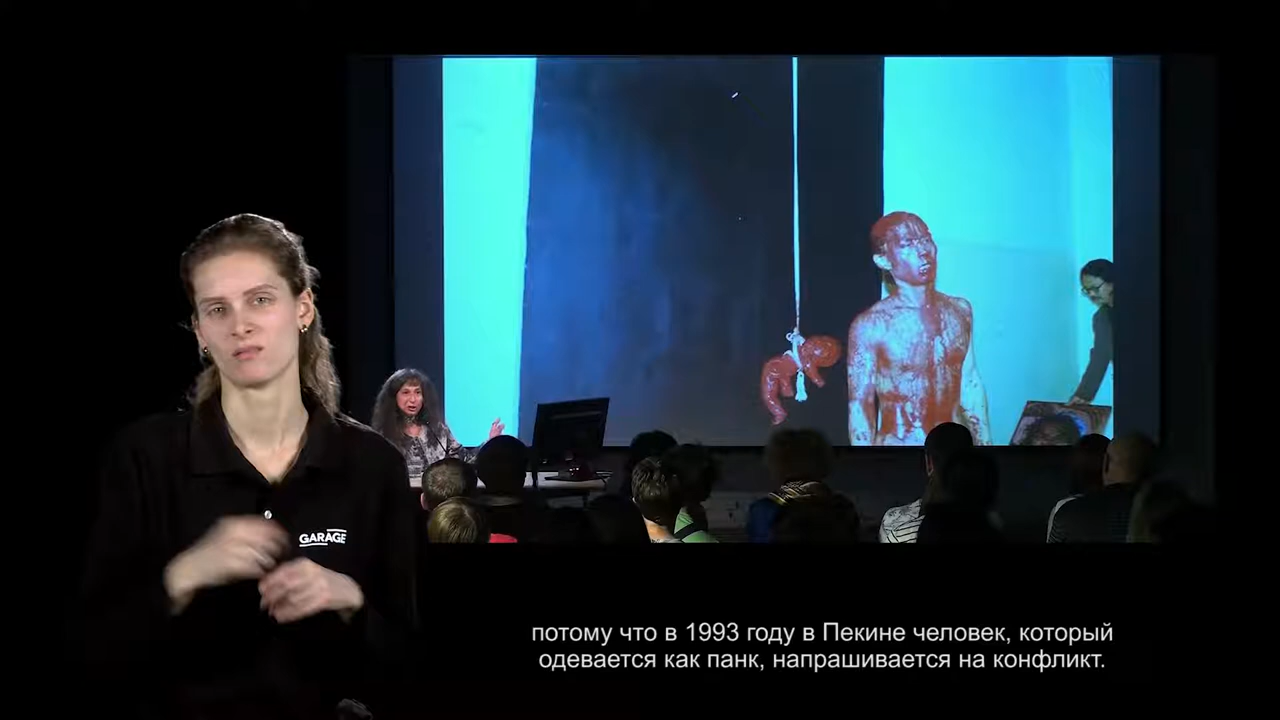 GARAGE
потому что в 1993 году в Пекине человек, который
одевается как панк, напрашивается на конфликт.